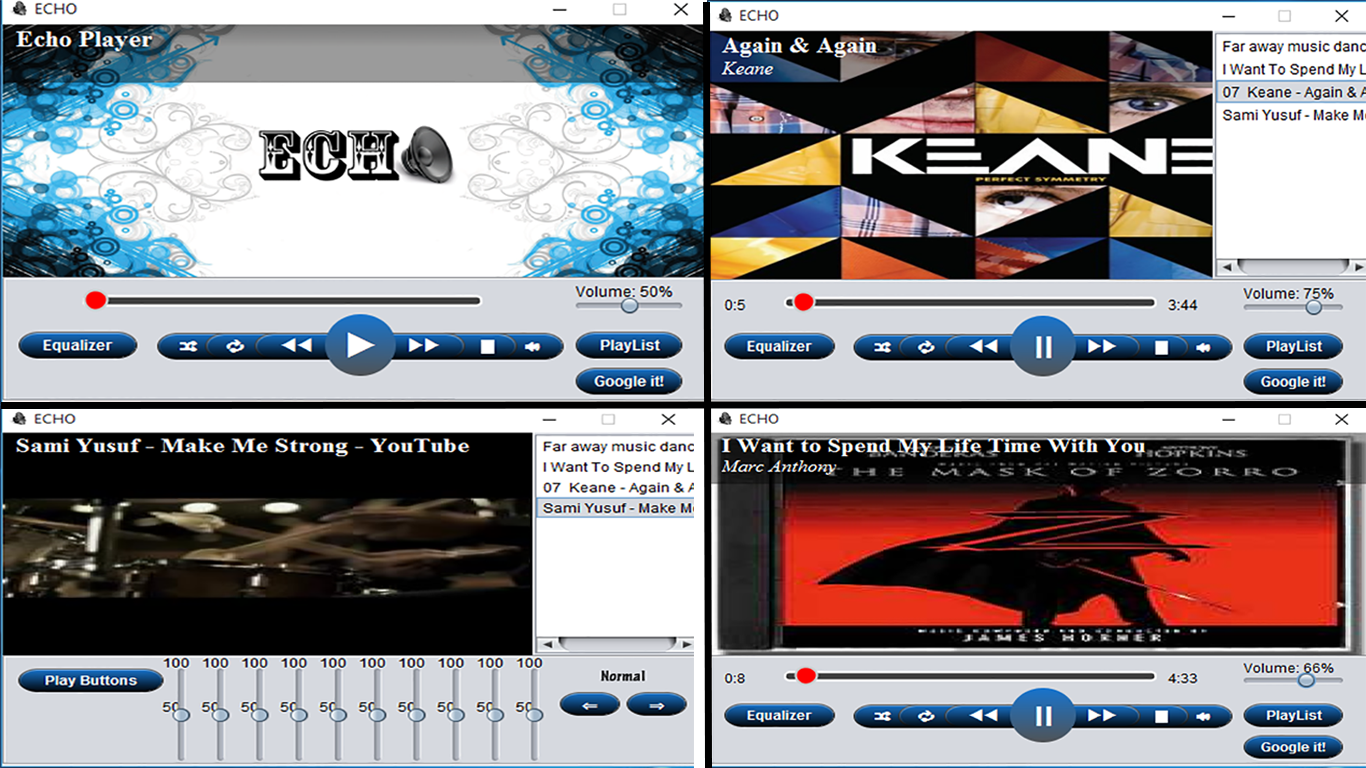 ECHO
Echo Player
ECH
Volume: 50%
Equalizer
PlayList
Google it!
ECHO
Again & Again
Keane
KEANE
PERFECT SYMMETRY
Far away music danc
I Want To Spend My L
07 Keane - Again & A
Sami Yusuf - Make Me
0:5
3:44
Volume: 75%
Equalizer
PlayList
Google it!
ECHO
Sami Yusuf - Make Me Strong - YouTube
Far away music danc
I Want To Spend My L
07 Keane - Again & A
Sami Yusuf - Make Me
100 100 100 100 100 100 100 100 100 100
Play Buttons
Normal
50 50 50 50 50 50 50 50 50 50
⇐ ⇒
ECHO
I Want to Spend My Life Time With You
Marc Anthony
BANDERAS
HOPKINS
THE MASK OF ZORRO
JAMES HORNER
0:8
4:33
Volume: 66%
Equalizer
PlayList
Google it!